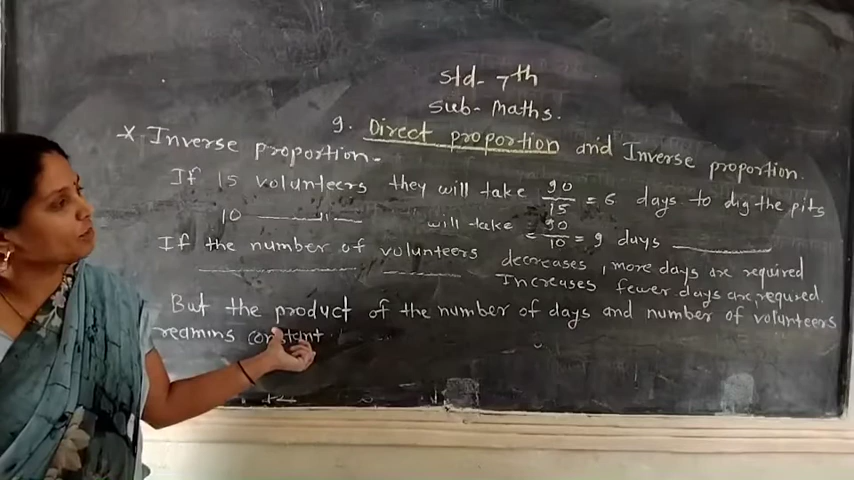 Std- 7th
Sub- Maths.
9. Direct proportion and Inverse proportion.
* Inverse proportion.
If 15 volunteers they will take 90/15 = 6 days to dig the pits
10 ——— 〃 —— will take = 90/10 = 9 days ————
If the number of volunteers decreases, more days are required
———————— ———— Increases fewer days are required.
But the product of the number of days and number of volunteers
reamins constant